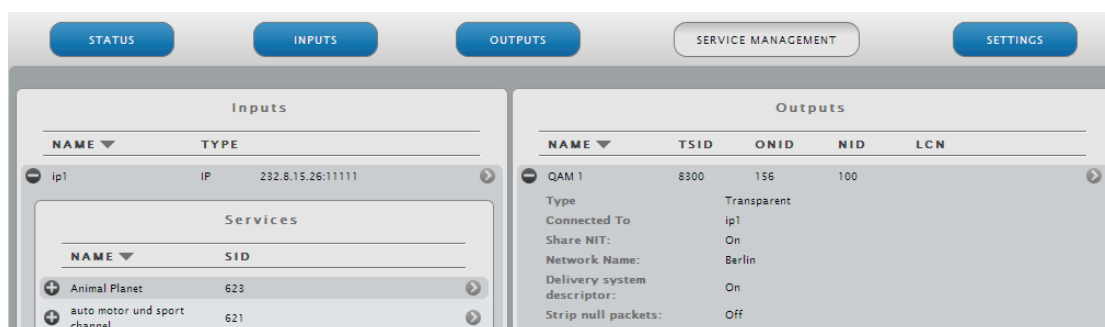 STATUS
INPUTS
OUTPUTS
SERVICE MANAGEMENT
SETTINGS
Inputs
NAME TYPE
ip1 IP 232.8.15.26:11111
Services
NAME SID
Animal Planet 623
auto motor und sport
channel 621
Outputs
NAME TSID ONID NID LCN
QAM 1 8300 156 100
Type Transparent
Connected To ip1
Share NIT: On
Network Name: Berlin
Delivery system
descriptor: On
Strip null packets: Off